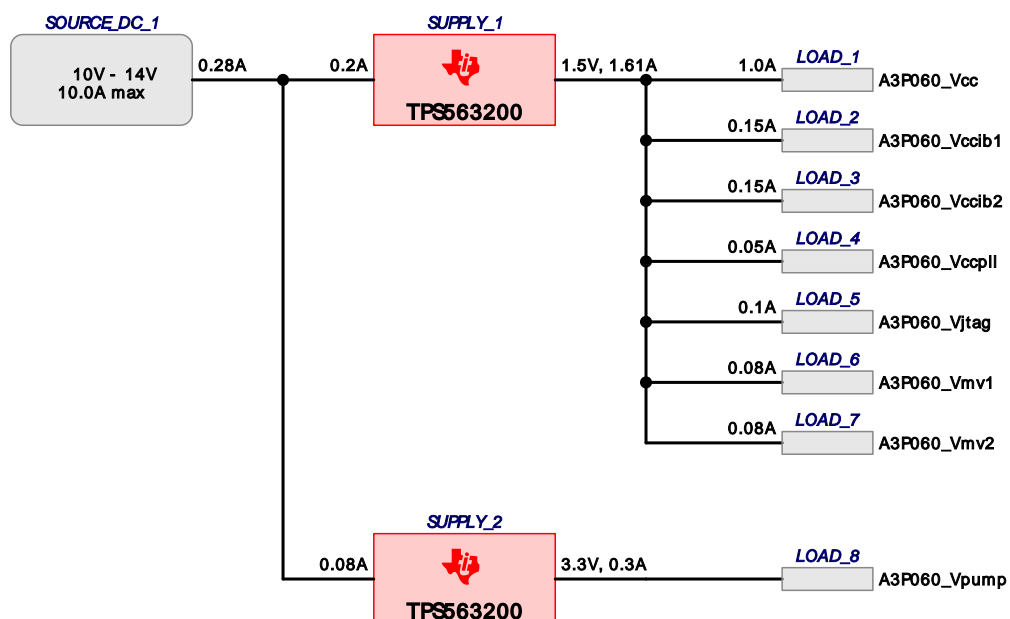 SOURCE_DC_1
10V - 14V
10.0A max
0.28A
0.2A
SUPPLY_1
TPS563200
1.5V, 1.61A
1.0A
LOAD_1
A3P060_Vcc
0.15A
LOAD_2
A3P060_Vccib1
0.15A
LOAD_3
A3P060_Vccib2
0.05A
LOAD_4
A3P060_Vccpll
0.1A
LOAD_5
A3P060_Vjtag
0.08A
LOAD_6
A3P060_Vmv1
0.08A
LOAD_7
A3P060_Vmv2
0.08A
SUPPLY_2
TPS563200
3.3V, 0.3A
LOAD_8
A3P060_Vpump